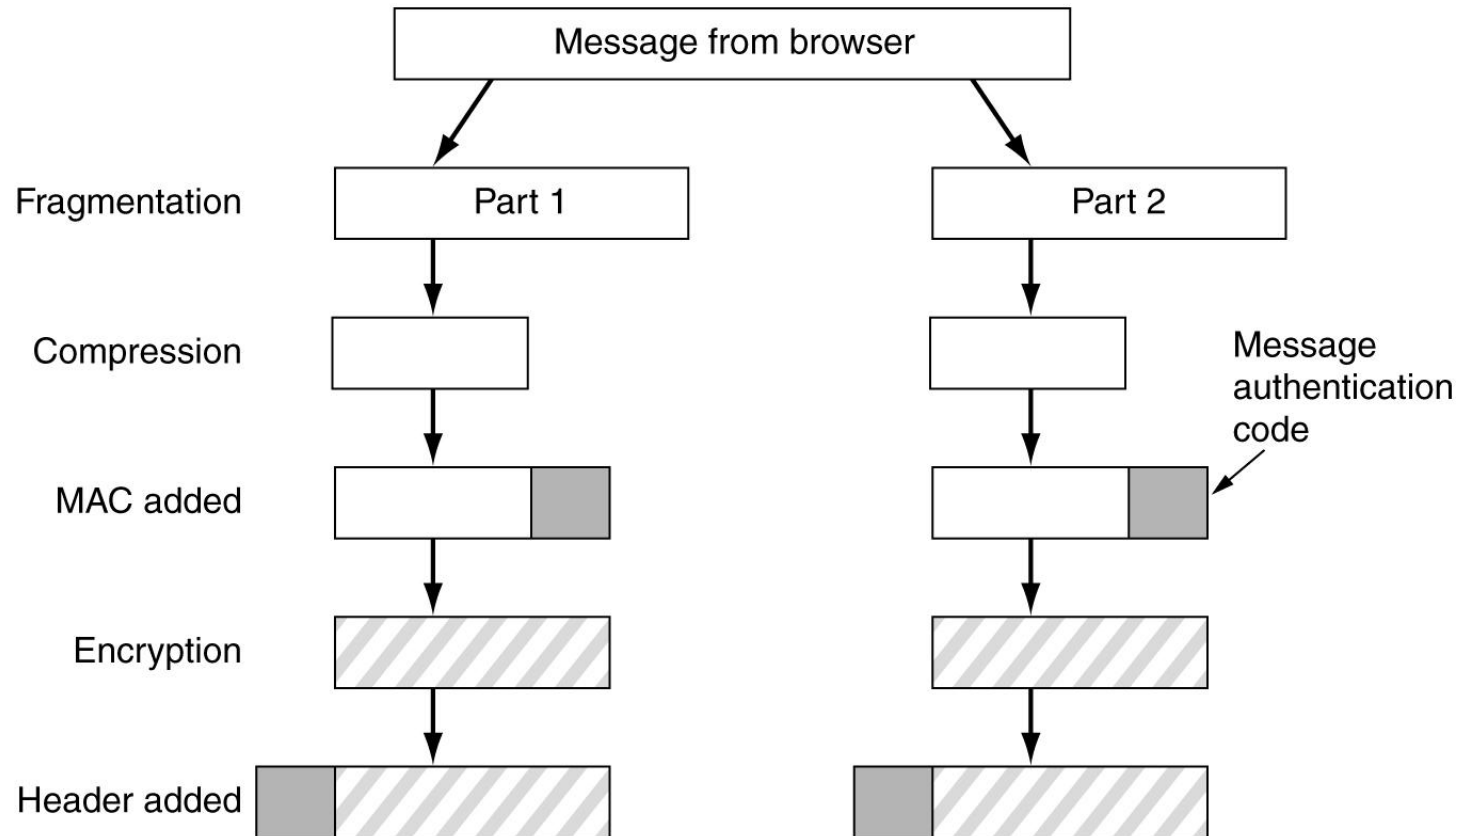 Message from browser
Fragmentation
Part 1
Part 2
Compression
Message
authentication
code
MAC added
Encryption
Header added